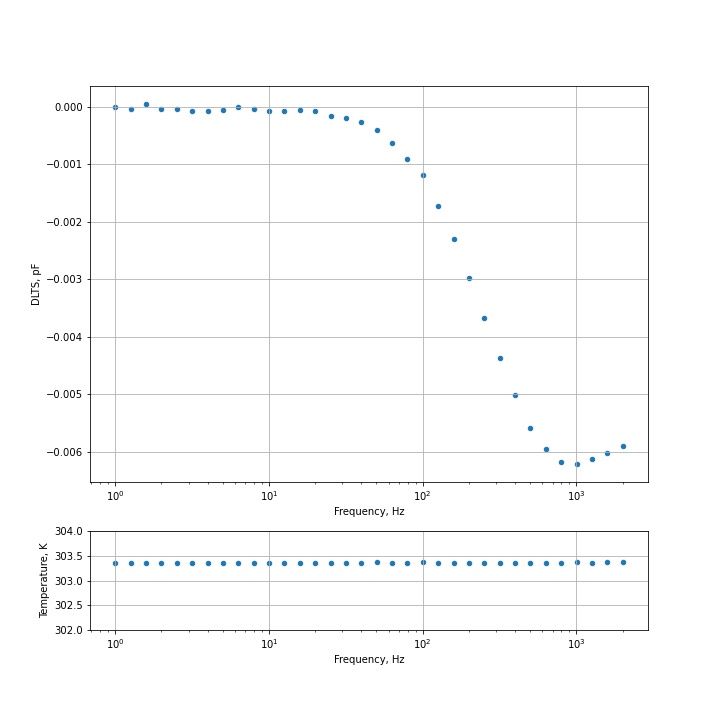 0.000
−0.001
−0.002
−0.003
−0.004
−0.005
−0.006
DLTS, pF
10⁰ 10¹ 10² 10³
Frequency, Hz
304.0
303.5
303.0
302.5
302.0
Temperature, K
10⁰ 10¹ 10² 10³
Frequency, Hz